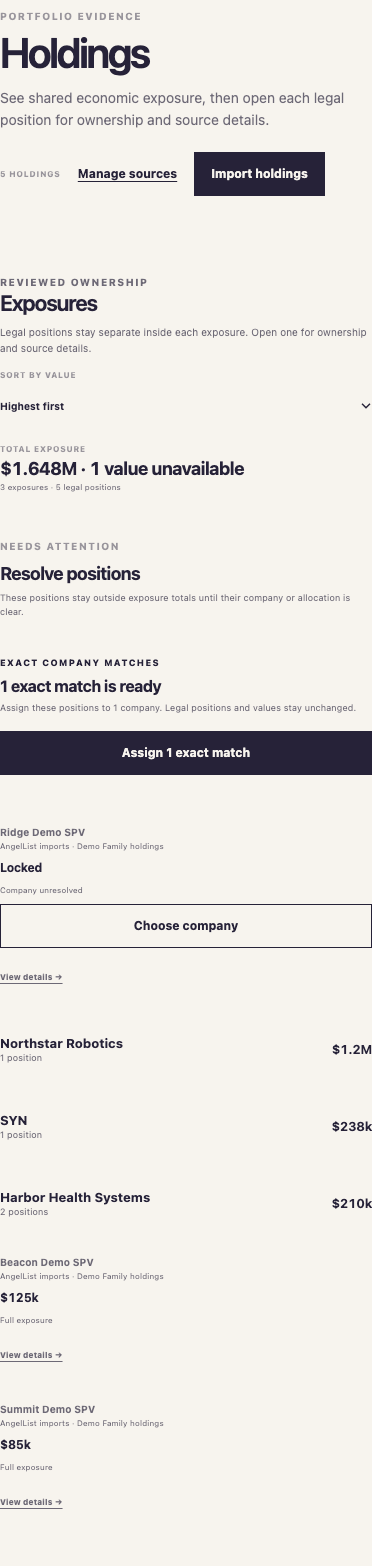 PORTFOLIO EVIDENCE
Holdings
See shared economic exposure, then open each legal
position for ownership and source details.
5 HOLDINGS
Manage sources
Import holdings
REVIEWED OWNERSHIP
Exposures
Legal positions stay separate inside each exposure. Open one for ownership
and source details.
SORT BY VALUE
Highest first
TOTAL EXPOSURE
$1.648M · 1 value unavailable
3 exposures · 5 legal positions
NEEDS ATTENTION
Resolve positions
These positions stay outside exposure totals until their company or allocation is
clear.
EXACT COMPANY MATCHES
1 exact match is ready
Assign these positions to 1 company. Legal positions and values stay unchanged.
Assign 1 exact match
Ridge Demo SPV
AngelList imports · Demo Family holdings
Locked
Company unresolved
Choose company
View details →
Northstar Robotics
$1.2M
1 position
SYN
$238k
1 position
Harbor Health Systems
$210k
2 positions
Beacon Demo SPV
AngelList imports · Demo Family holdings
$125k
Full exposure
View details →
Summit Demo SPV
AngelList imports · Demo Family holdings
$85k
Full exposure
View details →